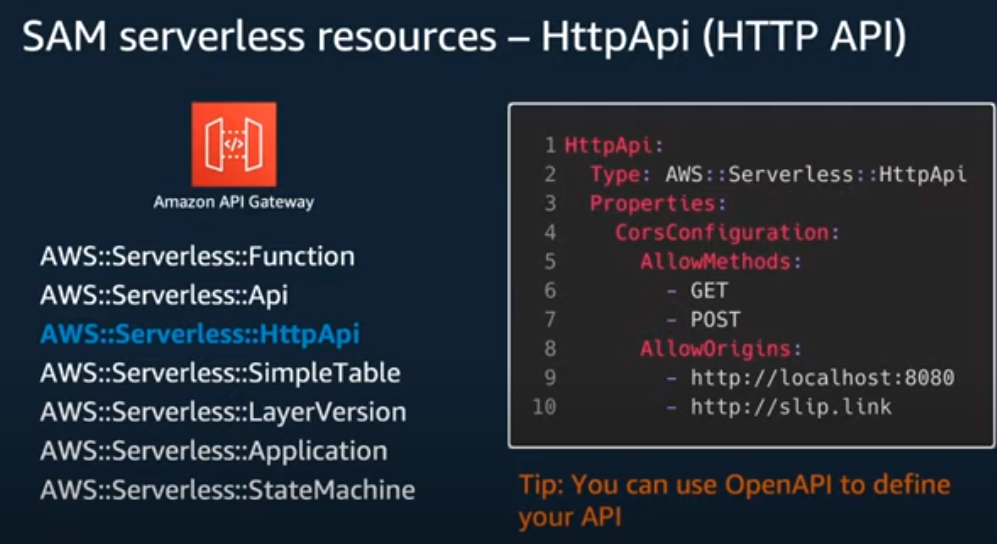 SAM serverless resources – HttpApi (HTTP API)
</>
Amazon API Gateway
AWS::Serverless::Function
AWS::Serverless::Api
AWS::Serverless::HttpApi
AWS::Serverless::SimpleTable
AWS::Serverless::LayerVersion
AWS::Serverless::Application
AWS::Serverless::StateMachine
1 HttpApi:
2   Type: AWS::Serverless::HttpApi
3   Properties:
4     CorsConfiguration:
5       AllowMethods:
6         - GET
7         - POST
8       AllowOrigins:
9         - http://localhost:8080
10         - http://slip.link
Tip: You can use OpenAPI to define
your API